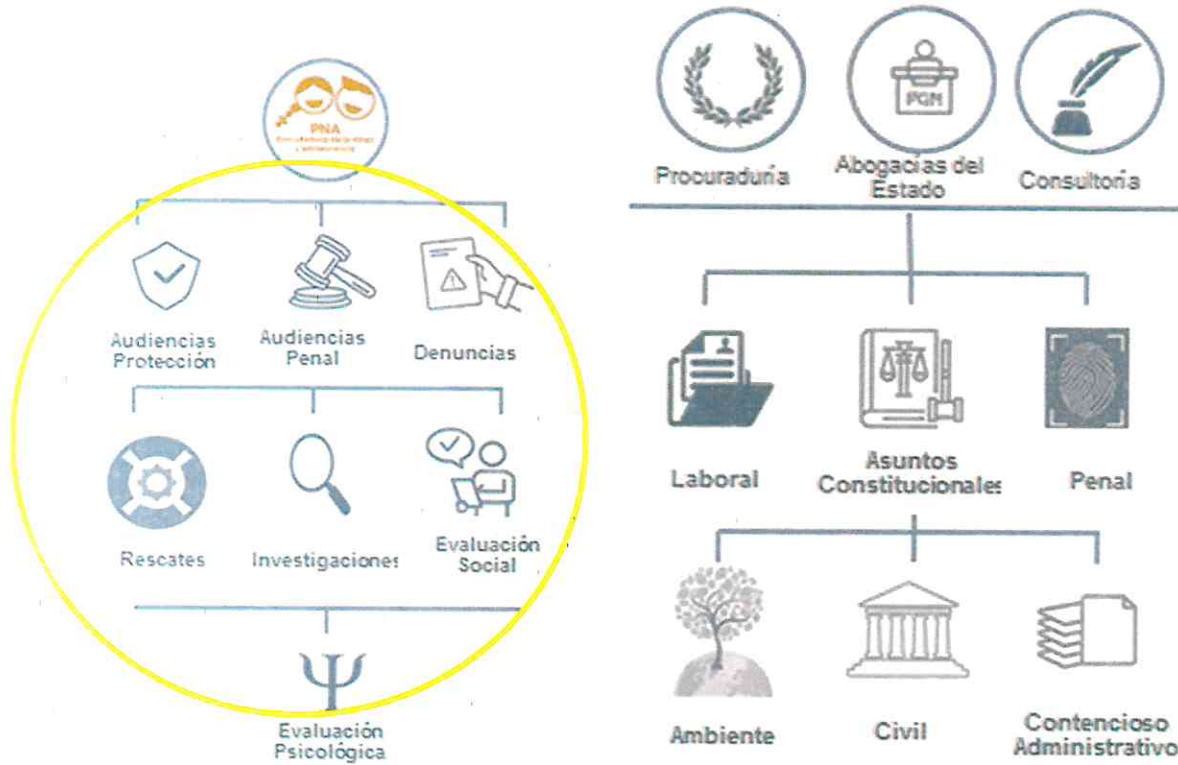 PNA
Procuraduría
Abogacías del
Estado
Consultoría
PGN
Audiencias
Protección
Audiencias
Penal
Denuncias
Laboral
Asuntos
Constitucionales
Penal
Rescates
Investigaciones
Evaluación
Social
Evaluación
Psicológica
Ambiente
Civil
Contencioso
Administrativo